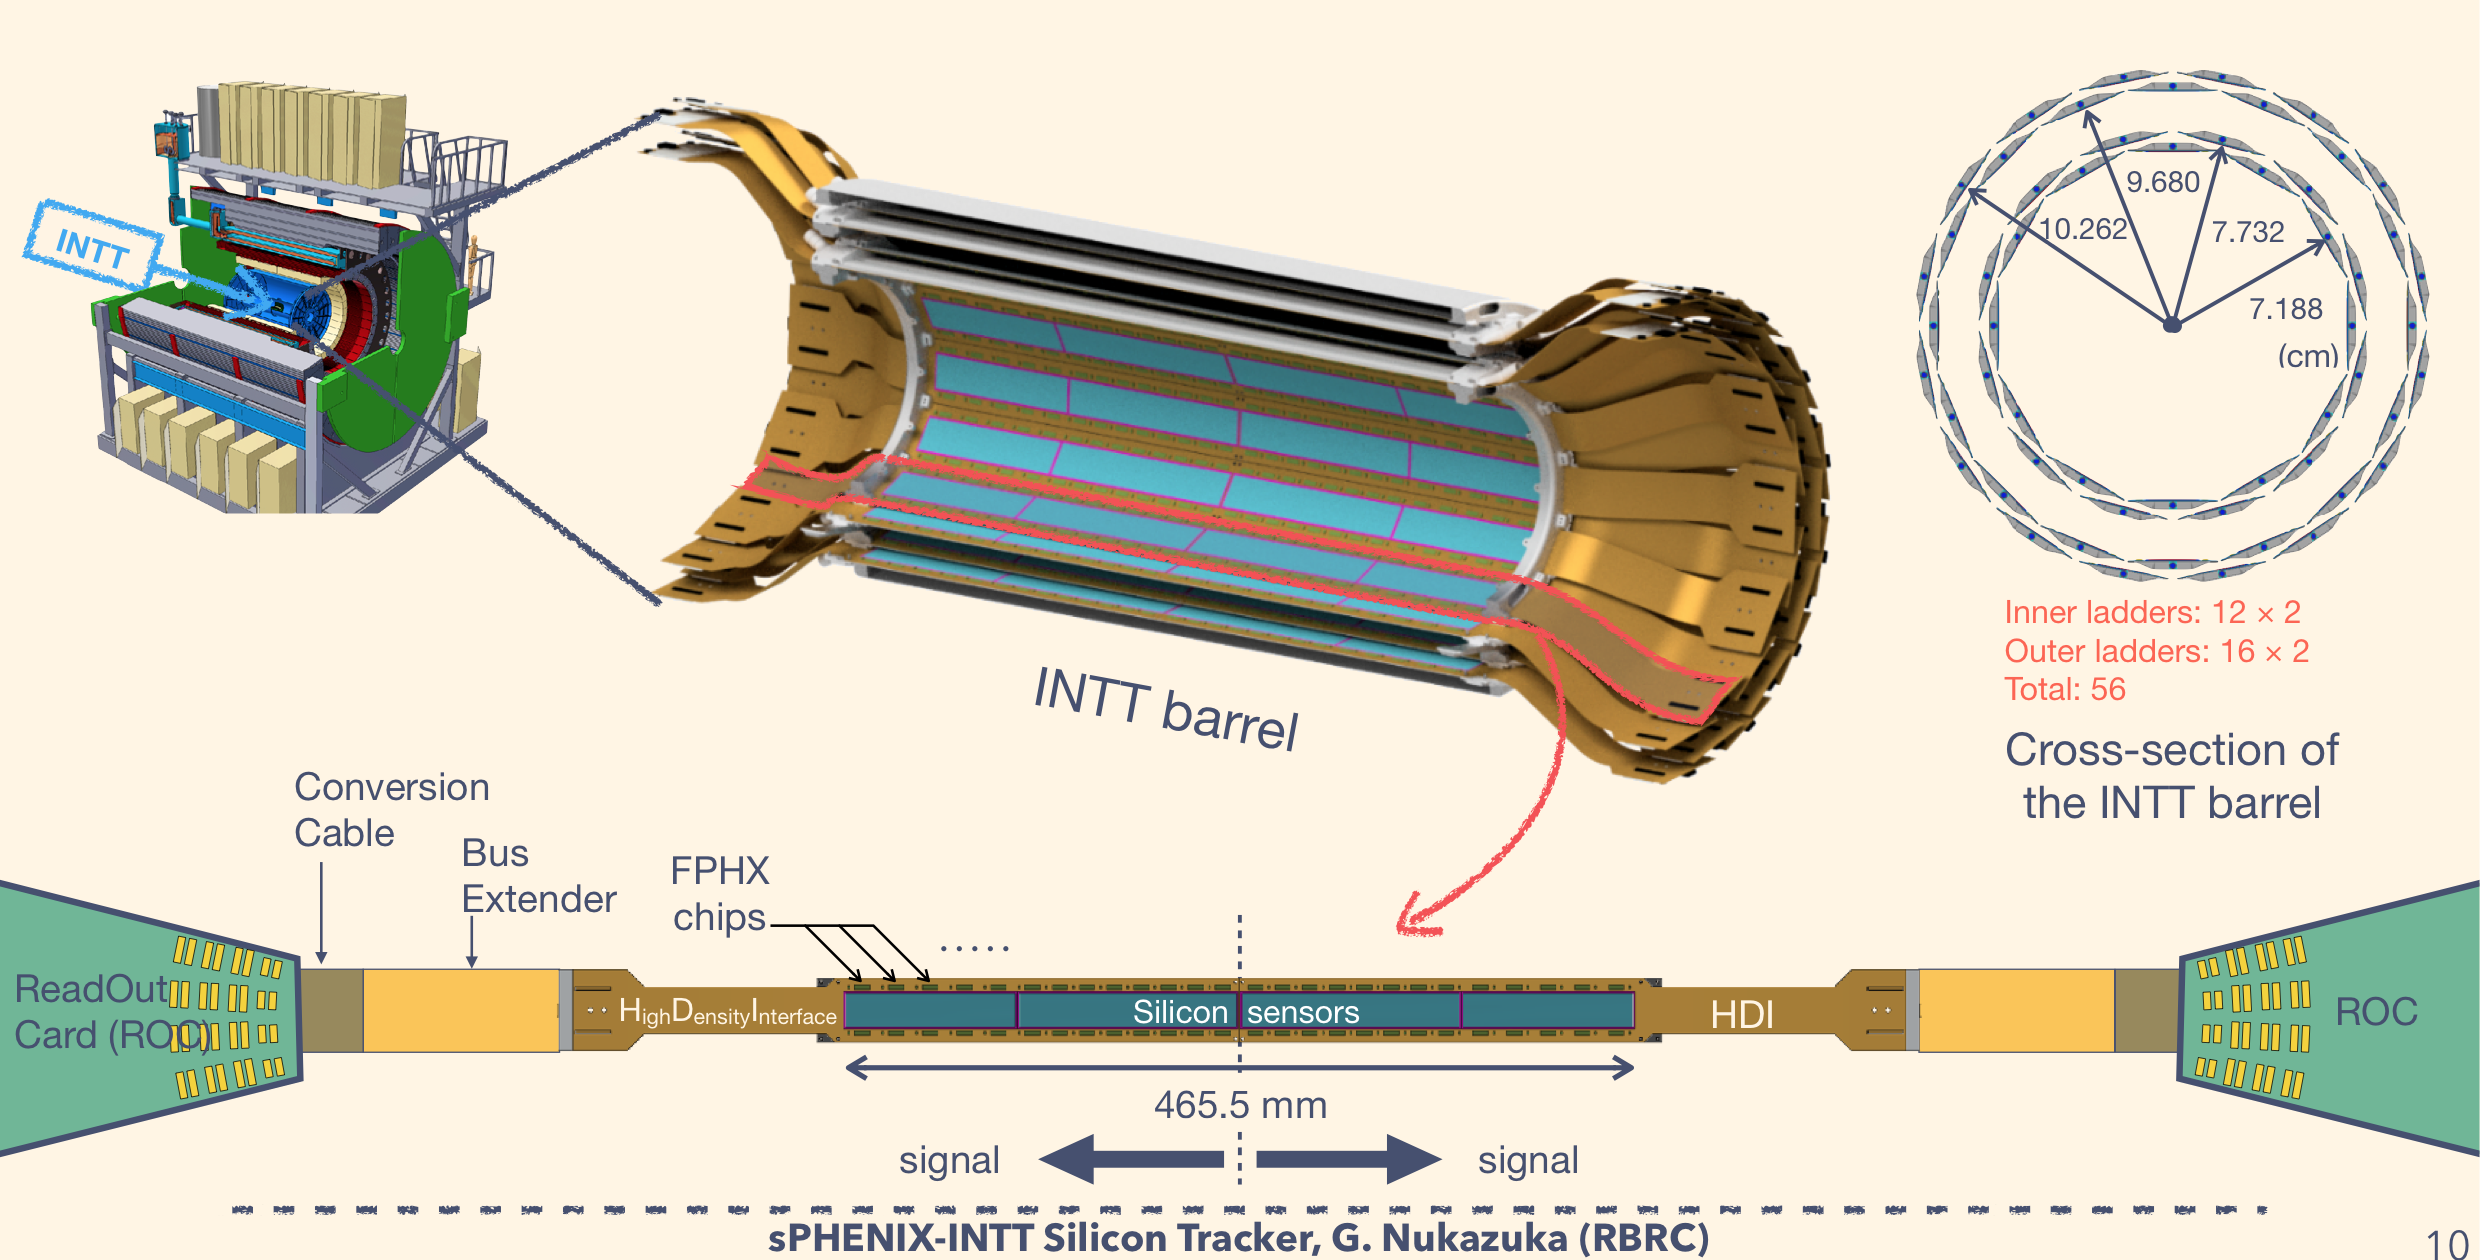 INTT
9.680
10.262
7.732
7.188
(cm)
Inner ladders: 12 × 2
Outer ladders: 16 × 2
Total: 56
INTT barrel
Cross-section of
the INTT barrel
Conversion
Cable
Bus
Extender
FPHX
chips
.....
ReadOut
Card (ROC)
HighDensityInterface
Silicon sensors
HDI
ROC
465.5 mm
signal
signal
sPHENIX-INTT Silicon Tracker, G. Nukazuka (RBRC)
10